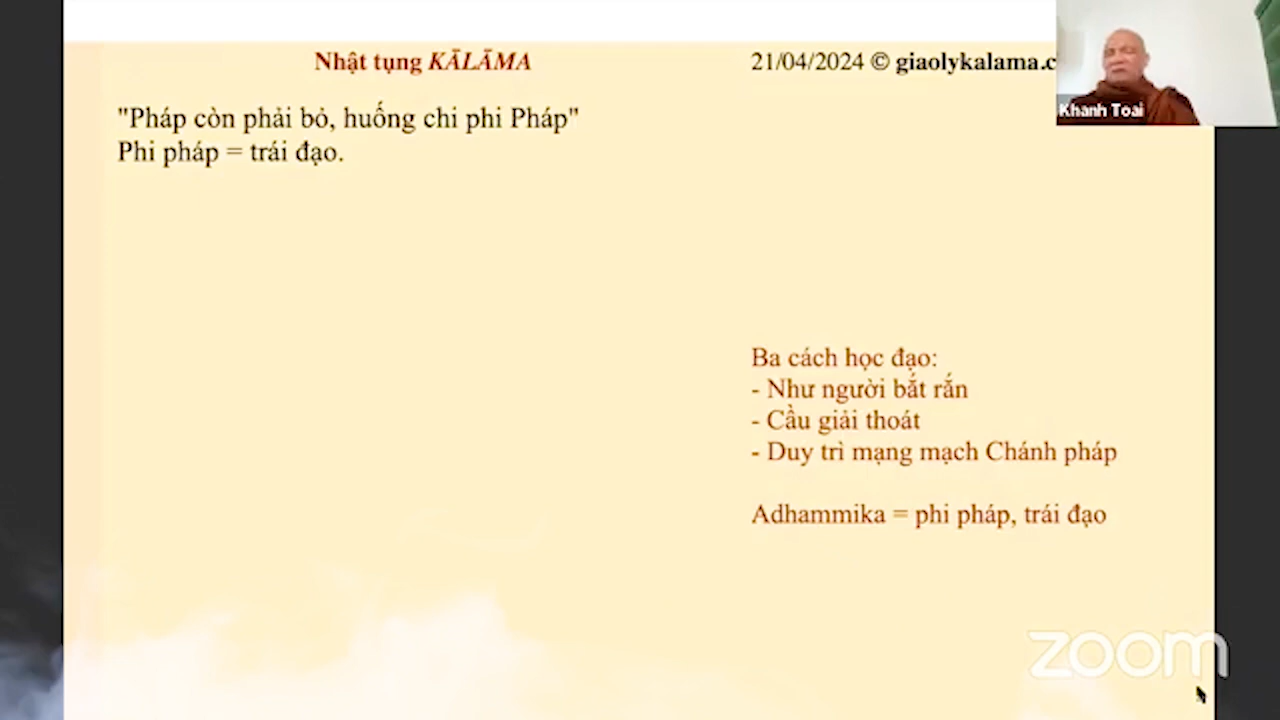 Nhật tụng KĀLĀMA
21/04/2024 © giaolykalama.c
Khanh Toai
"Pháp còn phải bỏ, huống chi phi Pháp"
Phi pháp = trái đạo.
Ba cách học đạo:
- Như người bắt rắn
- Cầu giải thoát
- Duy trì mạng mạch Chánh pháp
Adhammika = phi pháp, trái đạo
zoom